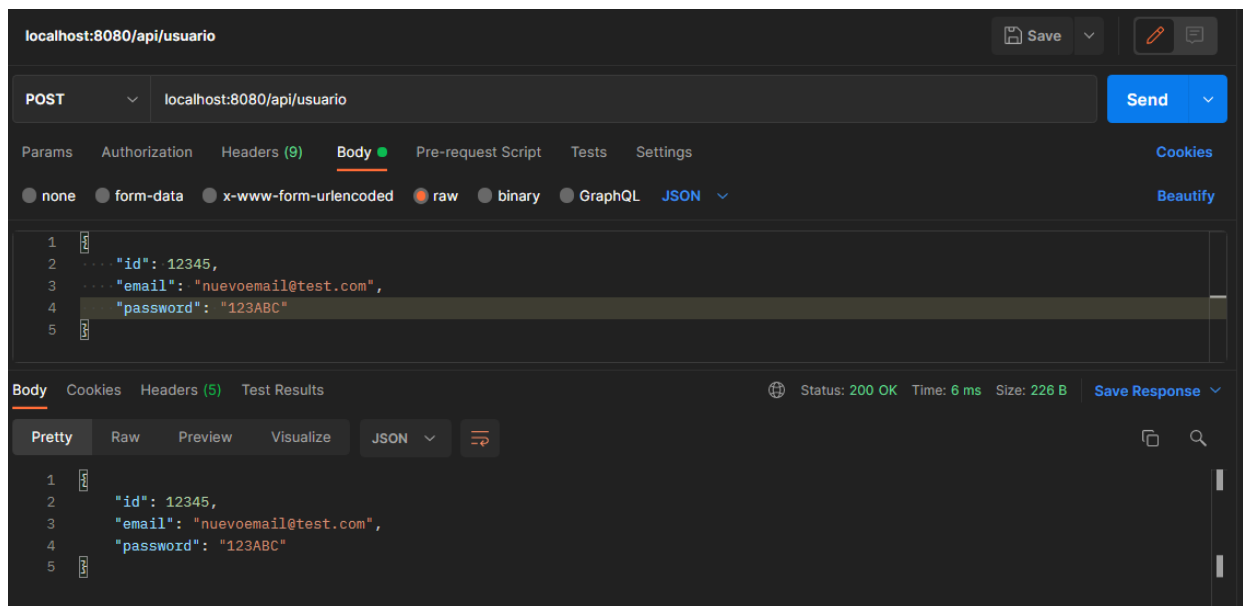 localhost:8080/api/usuario Save
POST localhost:8080/api/usuario Send
Params Authorization Headers (9) Body Pre-request Script Tests Settings Cookies
none form-data x-www-form-urlencoded raw binary GraphQL JSON Beautify
1 {
2 ····"id":·12345,
3 ····"email":·"nuevoemail@test.com",
4 ····"password":·"123ABC"
5 }
Body Cookies Headers (5) Test Results Status: 200 OK Time: 6 ms Size: 226 B Save Response
Pretty Raw Preview Visualize JSON
1 {
2 "id": 12345,
3 "email": "nuevoemail@test.com",
4 "password": "123ABC"
5 }